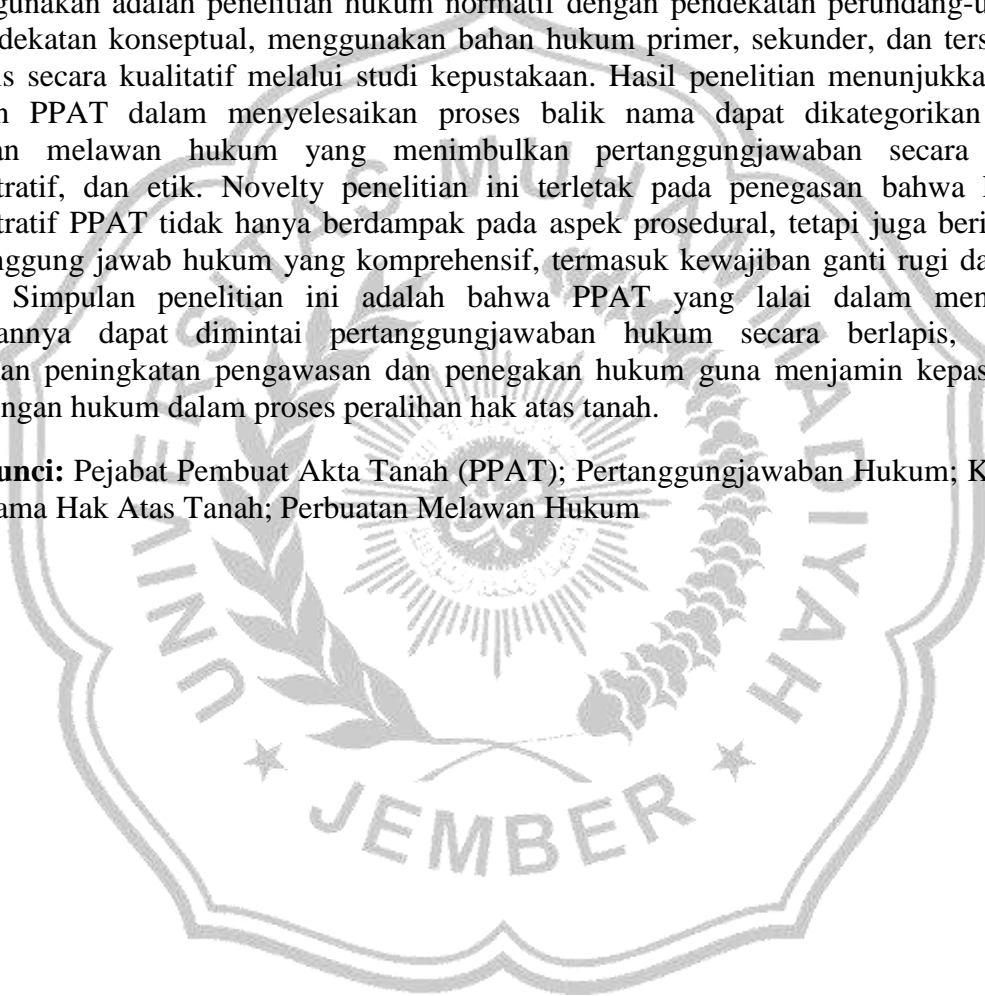 gunakan adalah penelitian hukum normatif dengan pendekatan perundang-u
dekatan konseptual, menggunakan bahan hukum primer, sekunder, dan ters
is secara kualitatif melalui studi kepustakaan. Hasil penelitian menunjukka
n PPAT dalam menyelesaikan proses balik nama dapat dikategorikan
an melawan hukum yang menimbulkan pertanggungjawaban secara
tratif, dan etik. Novelty penelitian ini terletak pada penegasan bahwa
tratif PPAT tidak hanya berdampak pada aspek prosedural, tetapi juga beri
nggung jawab hukum yang komprehensif, termasuk kewajiban ganti rugi da
Simpulan penelitian ini adalah bahwa PPAT yang lalai dalam men
annya dapat dimintai pertanggungjawaban hukum secara berlapis,
kan peningkatan pengawasan dan penegakan hukum guna menjamin kepas
ngan hukum dalam proses peralihan hak atas tanah.
unci: Pejabat Pembuat Akta Tanah (PPAT); Pertanggungjawaban Hukum; K
ama Hak Atas Tanah; Perbuatan Melawan Hukum
UNIVERSITAS MUHAMMADIYAH
JEMBER